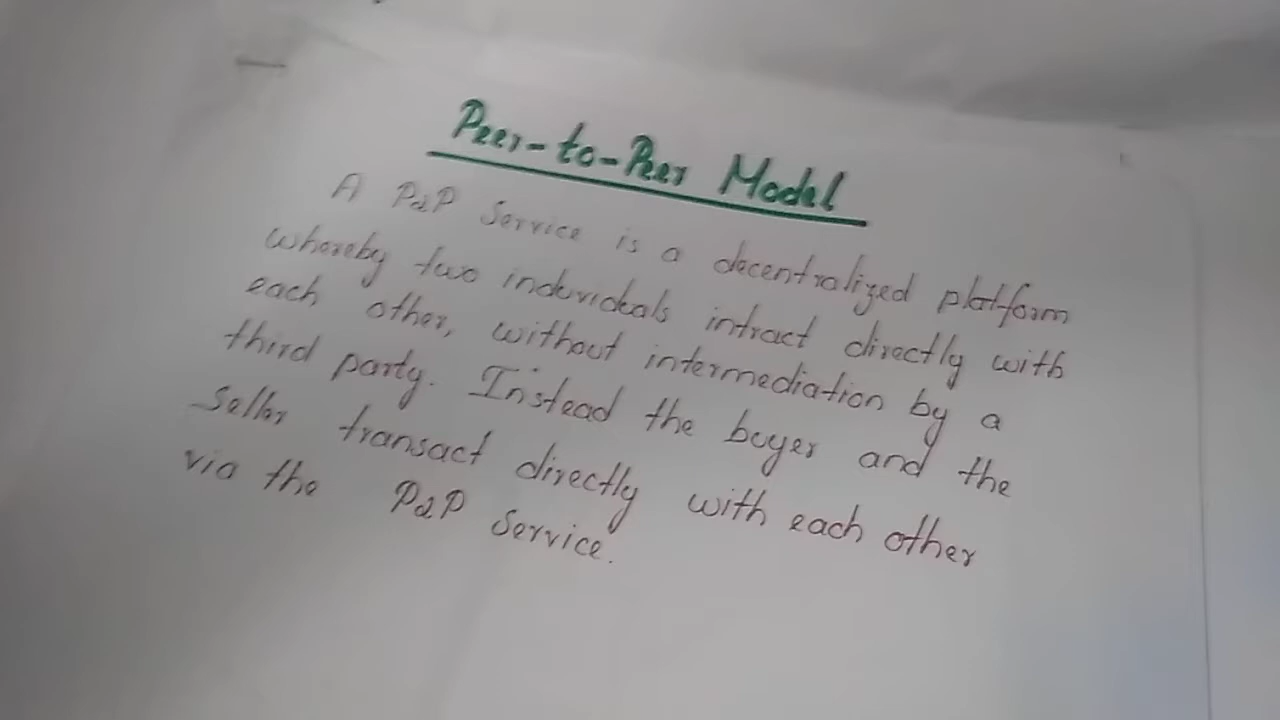 Peer-to-Peer Model
A P2P Service is a decentralized platform
whereby two individuals intract directly with
each other, without intermediation by a
third party. Instead the buyer and the
Seller transact directly with each other
via the P2P Service.